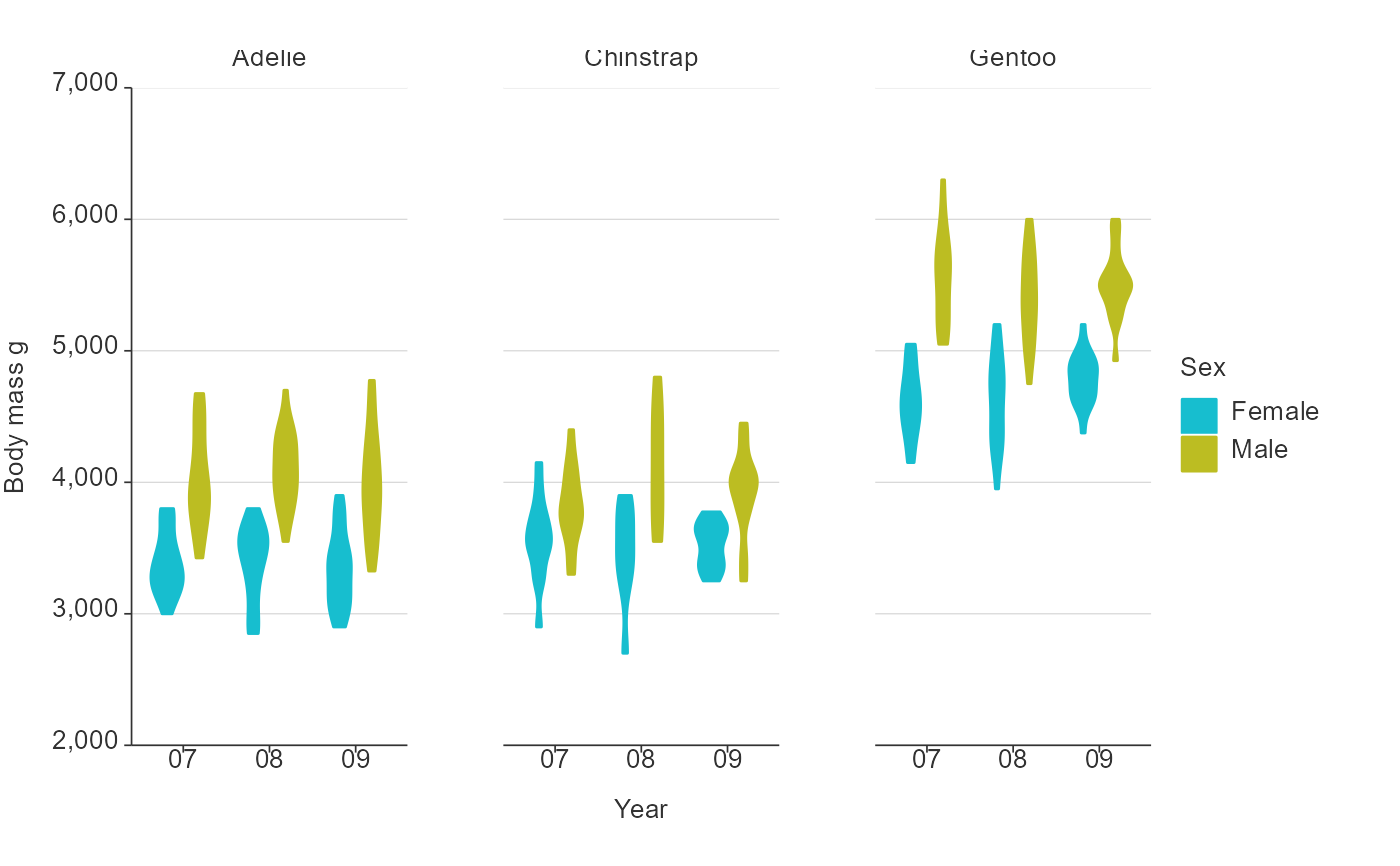 Adelie Chinstrap Gentoo
7,000
6,000
5,000
4,000
3,000
2,000
Body mass g
07 08 09 07 08 09 07 08 09
Year
Sex
Female
Male